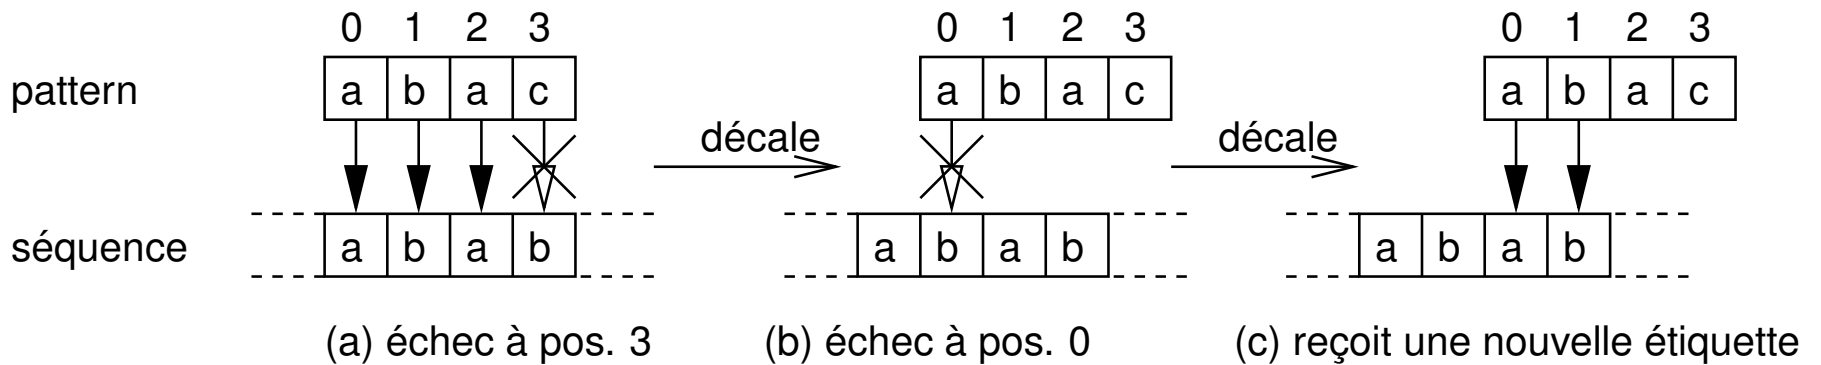 0 1 2 3 0 1 2 3 0 1 2 3
pattern a b a c a b a c a b a c
décale décale
séquence a b a b a b a b a b a b
(a) échec à pos. 3 (b) échec à pos. 0 (c) reçoit une nouvelle étiquette